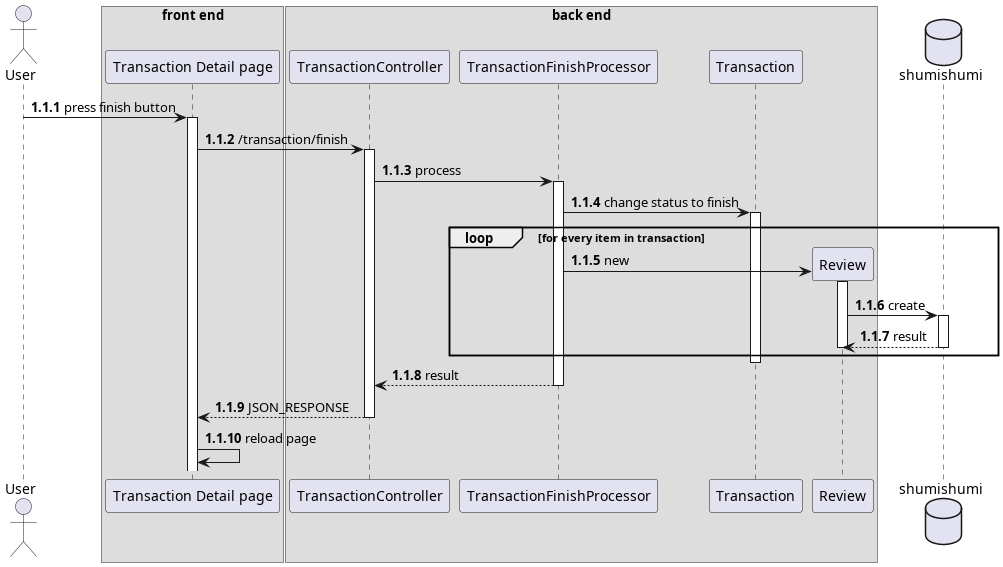 front end
back end
User
Transaction Detail page
TransactionController
TransactionFinishProcessor
Transaction
shumishumi
1.1.1 press finish button
1.1.2 /transaction/finish
1.1.3 process
1.1.4 change status to finish
loop
[for every item in transaction]
1.1.5 new
Review
1.1.6 create
1.1.7 result
1.1.8 result
1.1.9 JSON_RESPONSE
1.1.10 reload page
User
Transaction Detail page
TransactionController
TransactionFinishProcessor
Transaction
Review
shumishumi